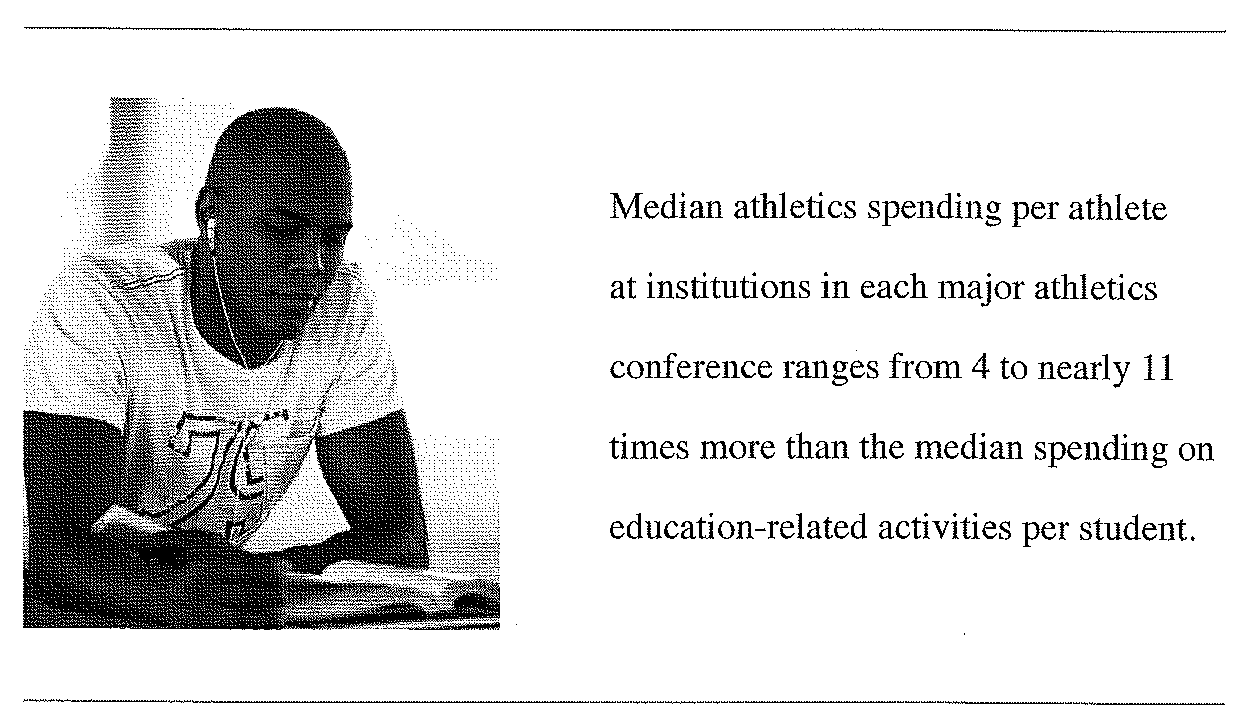 Median athletics spending per athlete
at institutions in each major athletics
conference ranges from 4 to nearly 11
times more than the median spending on
education-related activities per student.